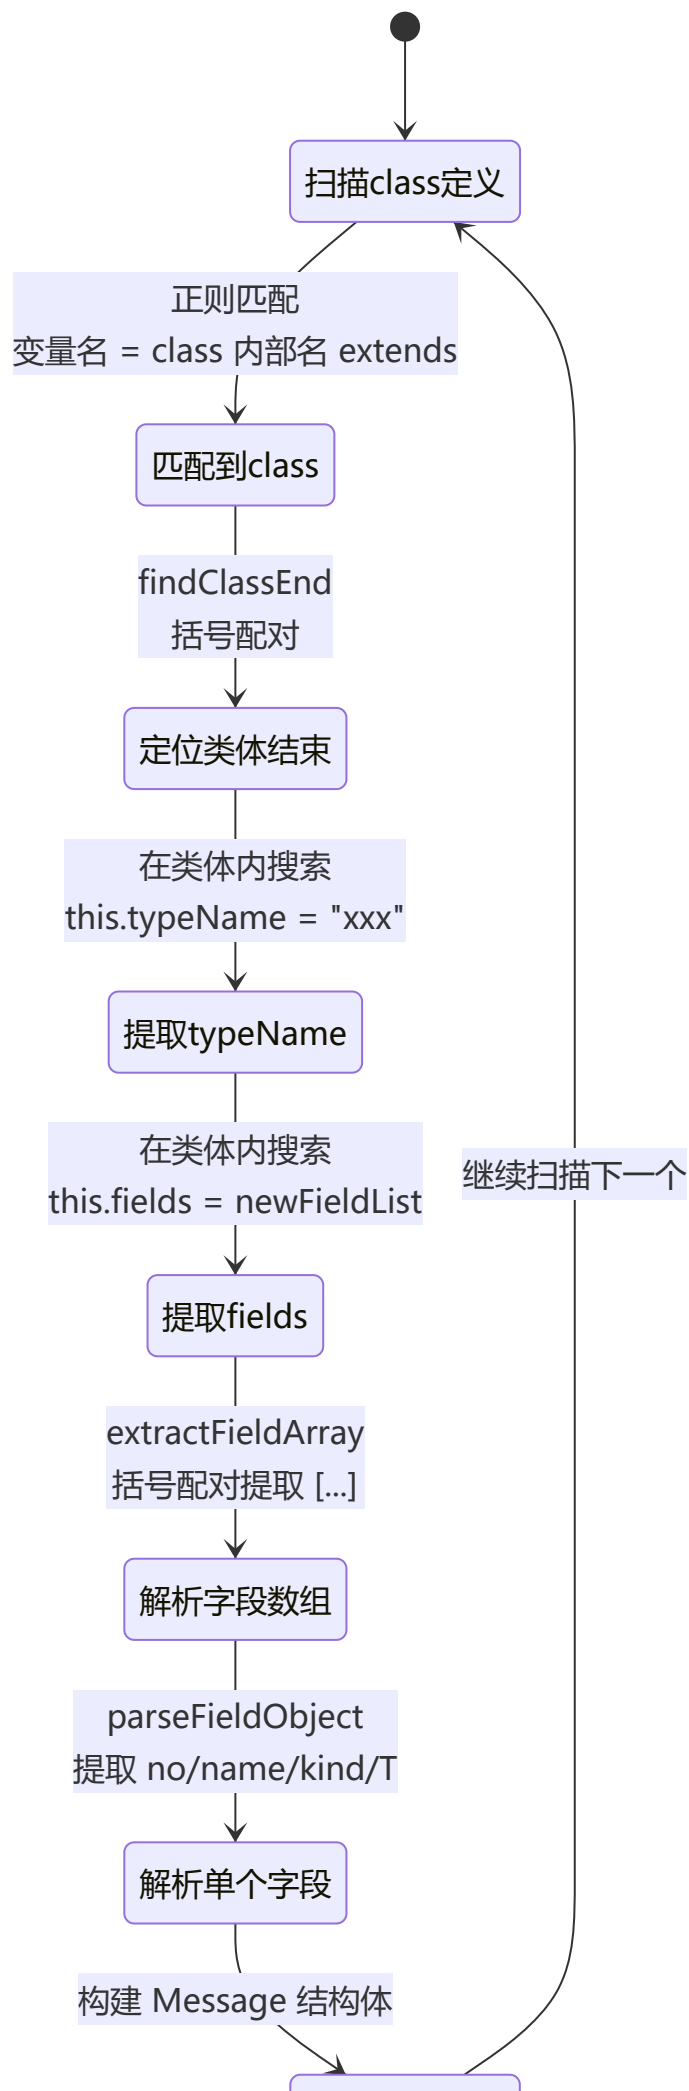 扫描class定义
正则匹配
变量名 = class 内部名 extends
匹配到class
findClassEnd
括号配对
定位类体结束
在类体内搜索
this.typeName = "xxx"
提取typeName
在类体内搜索
this.fields = newFieldList
继续扫描下一个
提取fields
extractFieldArray
括号配对提取 [...]
解析字段数组
parseFieldObject
提取 no/name/kind/T
解析单个字段
构建 Message 结构体